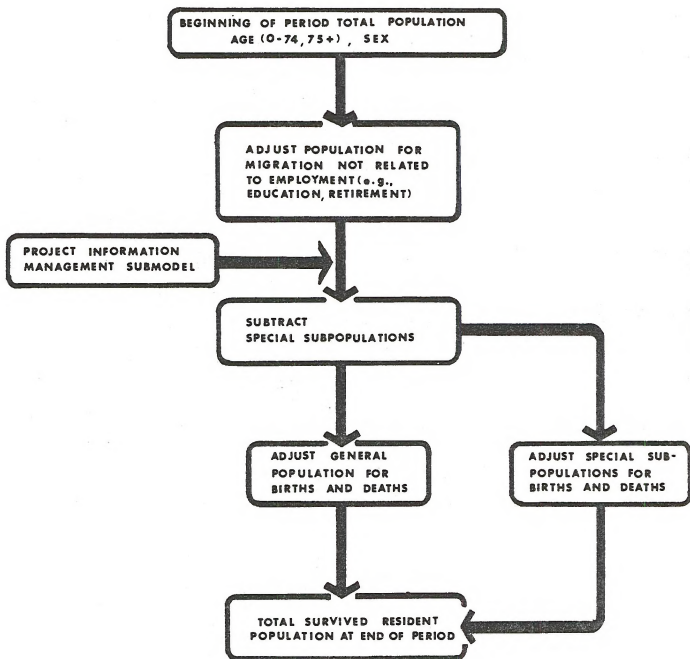 BEGINNING OF PERIOD TOTAL POPULATION
AGE (0-74, 75+), SEX
ADJUST POPULATION FOR
MIGRATION NOT RELATED
TO EMPLOYMENT (e.g.,
EDUCATION, RETIREMENT)
PROJECT INFORMATION
MANAGEMENT SUBMODEL
SUBTRACT
SPECIAL SUBPOPULATIONS
ADJUST GENERAL
POPULATION FOR
BIRTHS AND DEATHS
ADJUST SPECIAL SUB-
POPULATIONS FOR
BIRTHS AND DEATHS
TOTAL SURVIVED RESIDENT
POPULATION AT END OF PERIOD